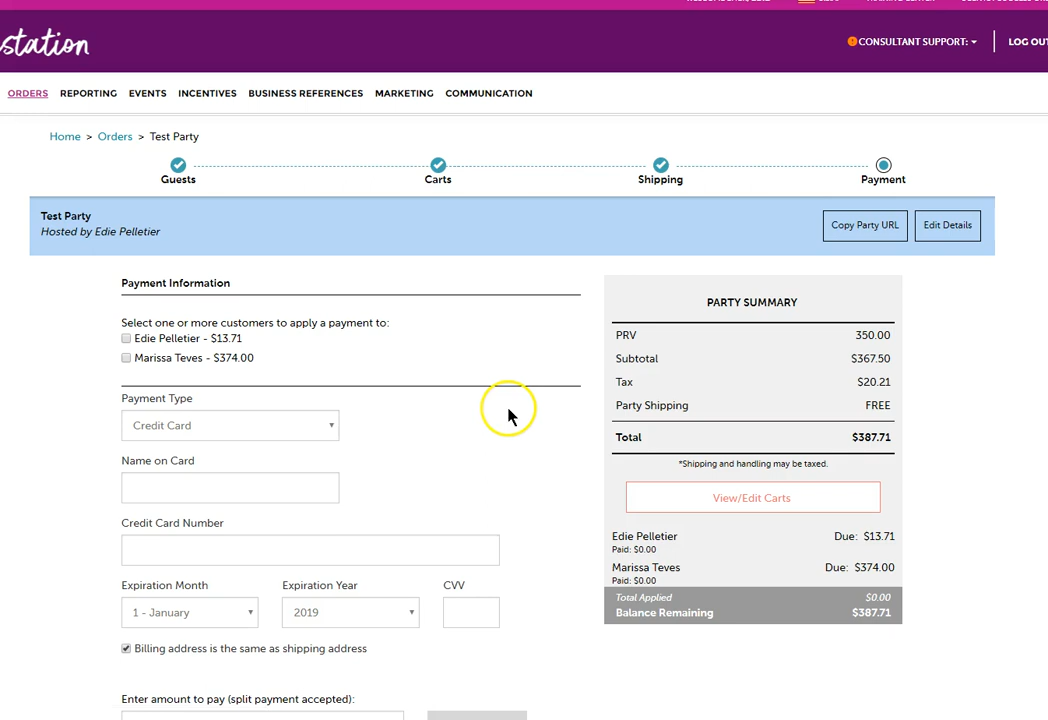 station
CONSULTANT SUPPORT:
LOG OUT
ORDERS REPORTING EVENTS INCENTIVES BUSINESS REFERENCES MARKETING COMMUNICATION
Home > Orders > Test Party
Guests Carts Shipping Payment
Test Party
Hosted by Edie Pelletier
Copy Party URL Edit Details
Payment Information
Select one or more customers to apply a payment to:
Edie Pelletier - $13.71
Marissa Teves - $374.00
Payment Type
Credit Card
Name on Card
Credit Card Number
Expiration Month Expiration Year CVV
1 - January 2019
Billing address is the same as shipping address
Enter amount to pay (split payment accepted):
PARTY SUMMARY
PRV 350.00
Subtotal $367.50
Tax $20.21
Party Shipping FREE
Total $387.71
*Shipping and handling may be taxed.
View/Edit Carts
Edie Pelletier Due: $13.71
Paid: $0.00
Marissa Teves Due: $374.00
Paid: $0.00
Total Applied $0.00
Balance Remaining $387.71